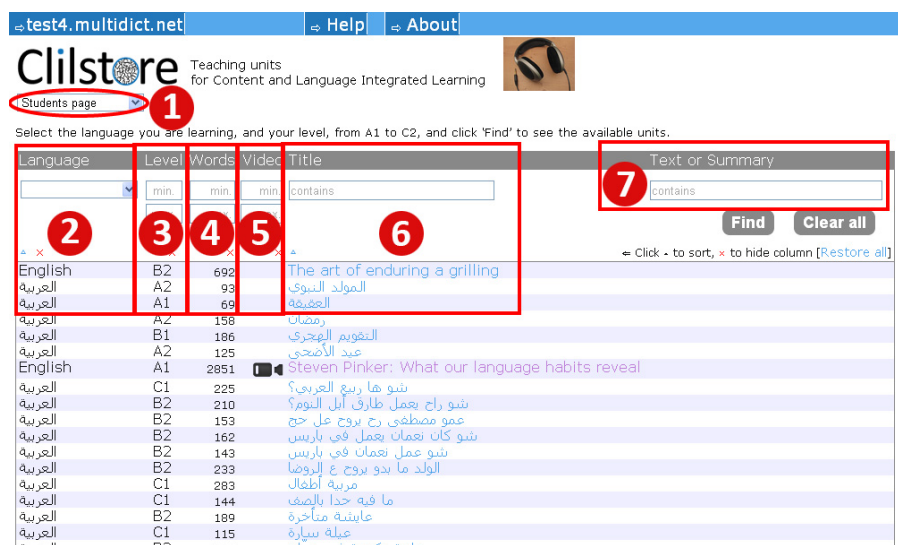 ⇨test4.multidict.net ⇨ Help ⇨ About
Clilstore Teaching units
for Content and Language Integrated Learning
Students page
1
Select the language you are learning, and your level, from A1 to C2, and click 'Find' to see the available units.
Language Level Words Video Title Text or Summary
min. min. min. contains 7 contains
2 3 4 5 6 Find Clear all
⇐ Click ▵ to sort, × to hide column [Restore all]
English B2 692 The art of enduring a grilling
العربية A2 93 المولد النبوي
العربية A1 69 العقيقة
العربية A2 158 رمضان
العربية B1 186 التقويم الهجري
العربية A2 125 عيد الأضحى
English A1 2851 Steven Pinker: What our language habits reveal
العربية C1 225 شو ها ربيع العربي؟
العربية B2 210 شو راح يعمل طارق أبل النوم؟
العربية B2 153 عمو مصطفى رح يروح عل حج
العربية B2 162 شو كان نعمان يعمل في باريس
العربية B2 143 شو عمل نعمان في باريس
العربية B2 233 الولد ما بدو يروح ع الروضا
العربية C1 283 مربية أطفال
العربية C1 144 ما فيه حدا بالصف
العربية B2 189 عايشة متأخرة
العربية C1 115 عيلة سيارة